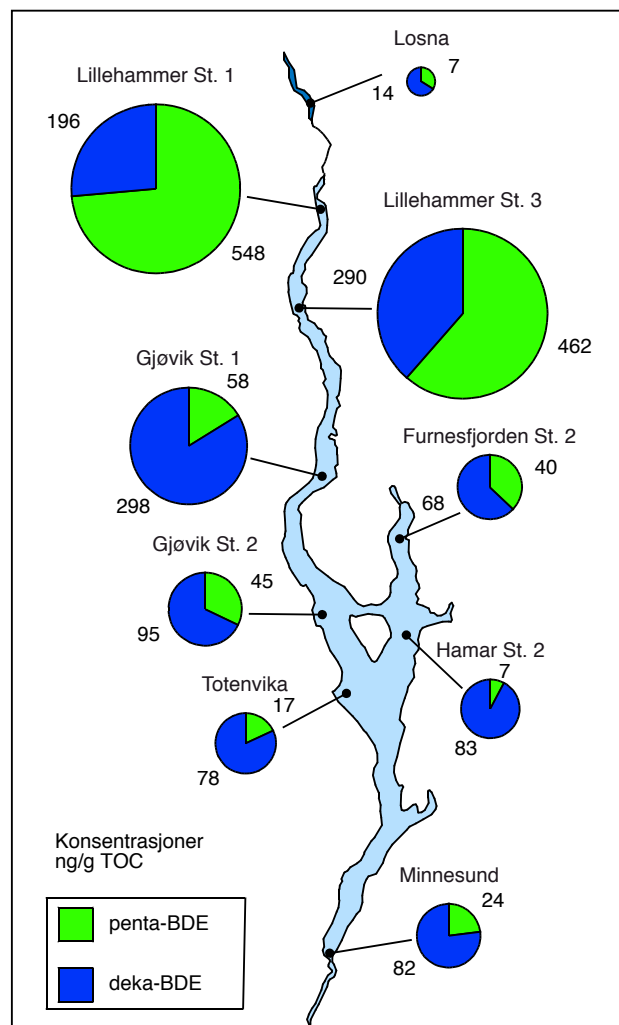 Losna
7
14
Lillehammer St. 1
196
548
Lillehammer St. 3
290
462
Gjøvik St. 1
58
298
Furnesfjorden St. 2
40
68
Gjøvik St. 2
45
95
Hamar St. 2
7
83
Totenvika
17
78
Minnesund
24
82
Konsentrasjoner
ng/g TOC
penta-BDE
deka-BDE